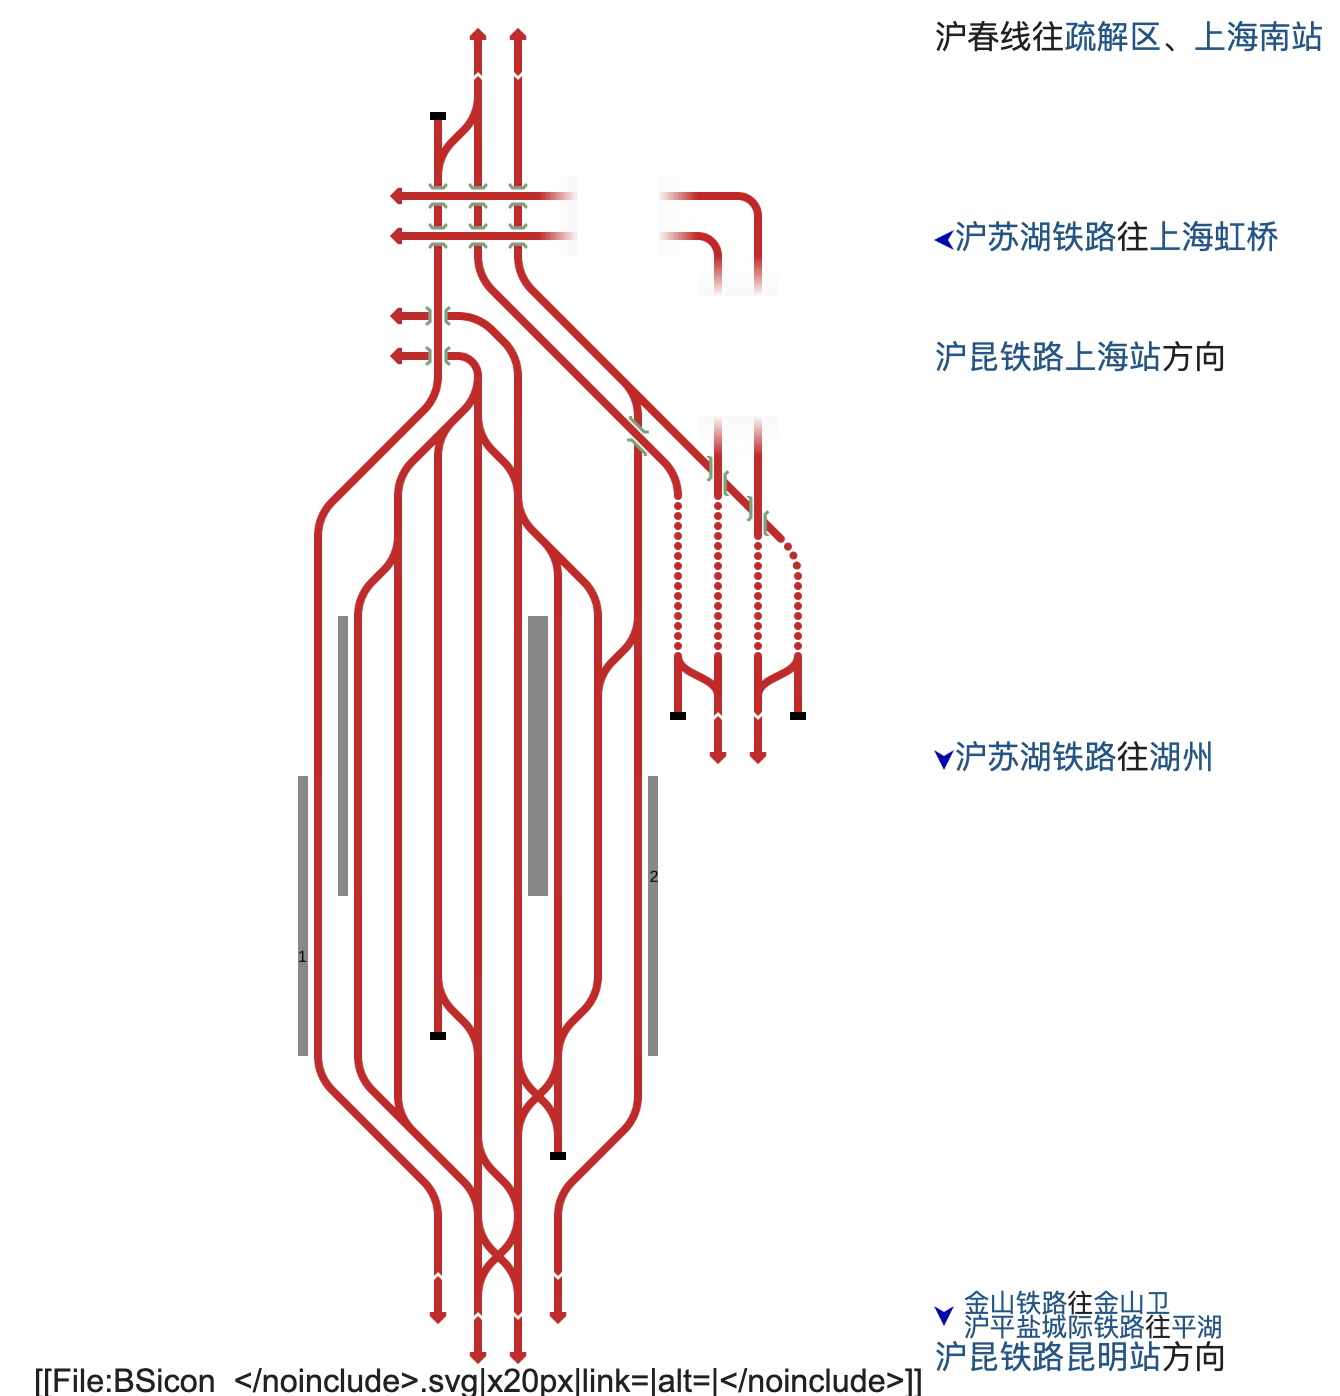 沪春线往疏解区、上海南站
沪苏湖铁路往上海虹桥
沪昆铁路上海站方向
沪苏湖铁路往湖州
2
1
金山铁路往金山卫
沪平盐城际铁路往平湖
沪昆铁路昆明站方向
[[File:BSicon </noinclude>.svg|x20px|link=|alt=|</noinclude>]]